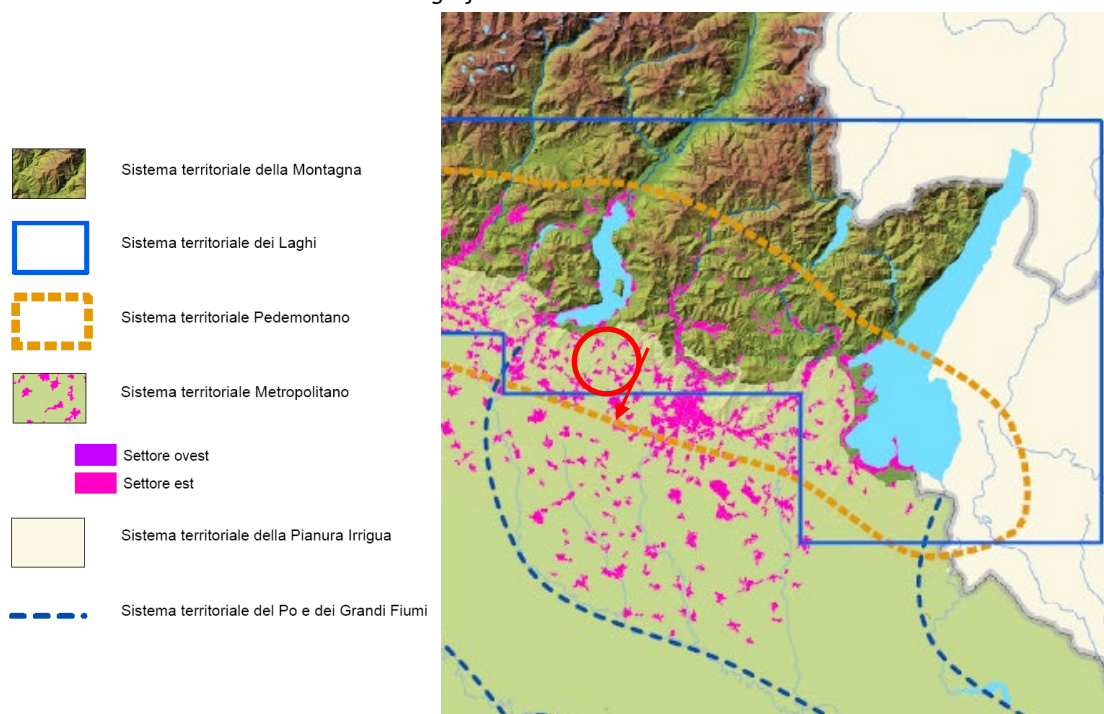 Sistema territoriale della Montagna
Sistema territoriale dei Laghi
Sistema territoriale Pedemontano
Sistema territoriale Metropolitano
Settore ovest
Settore est
Sistema territoriale della Pianura Irrigua
Sistema territoriale del Po e dei Grandi Fiumi